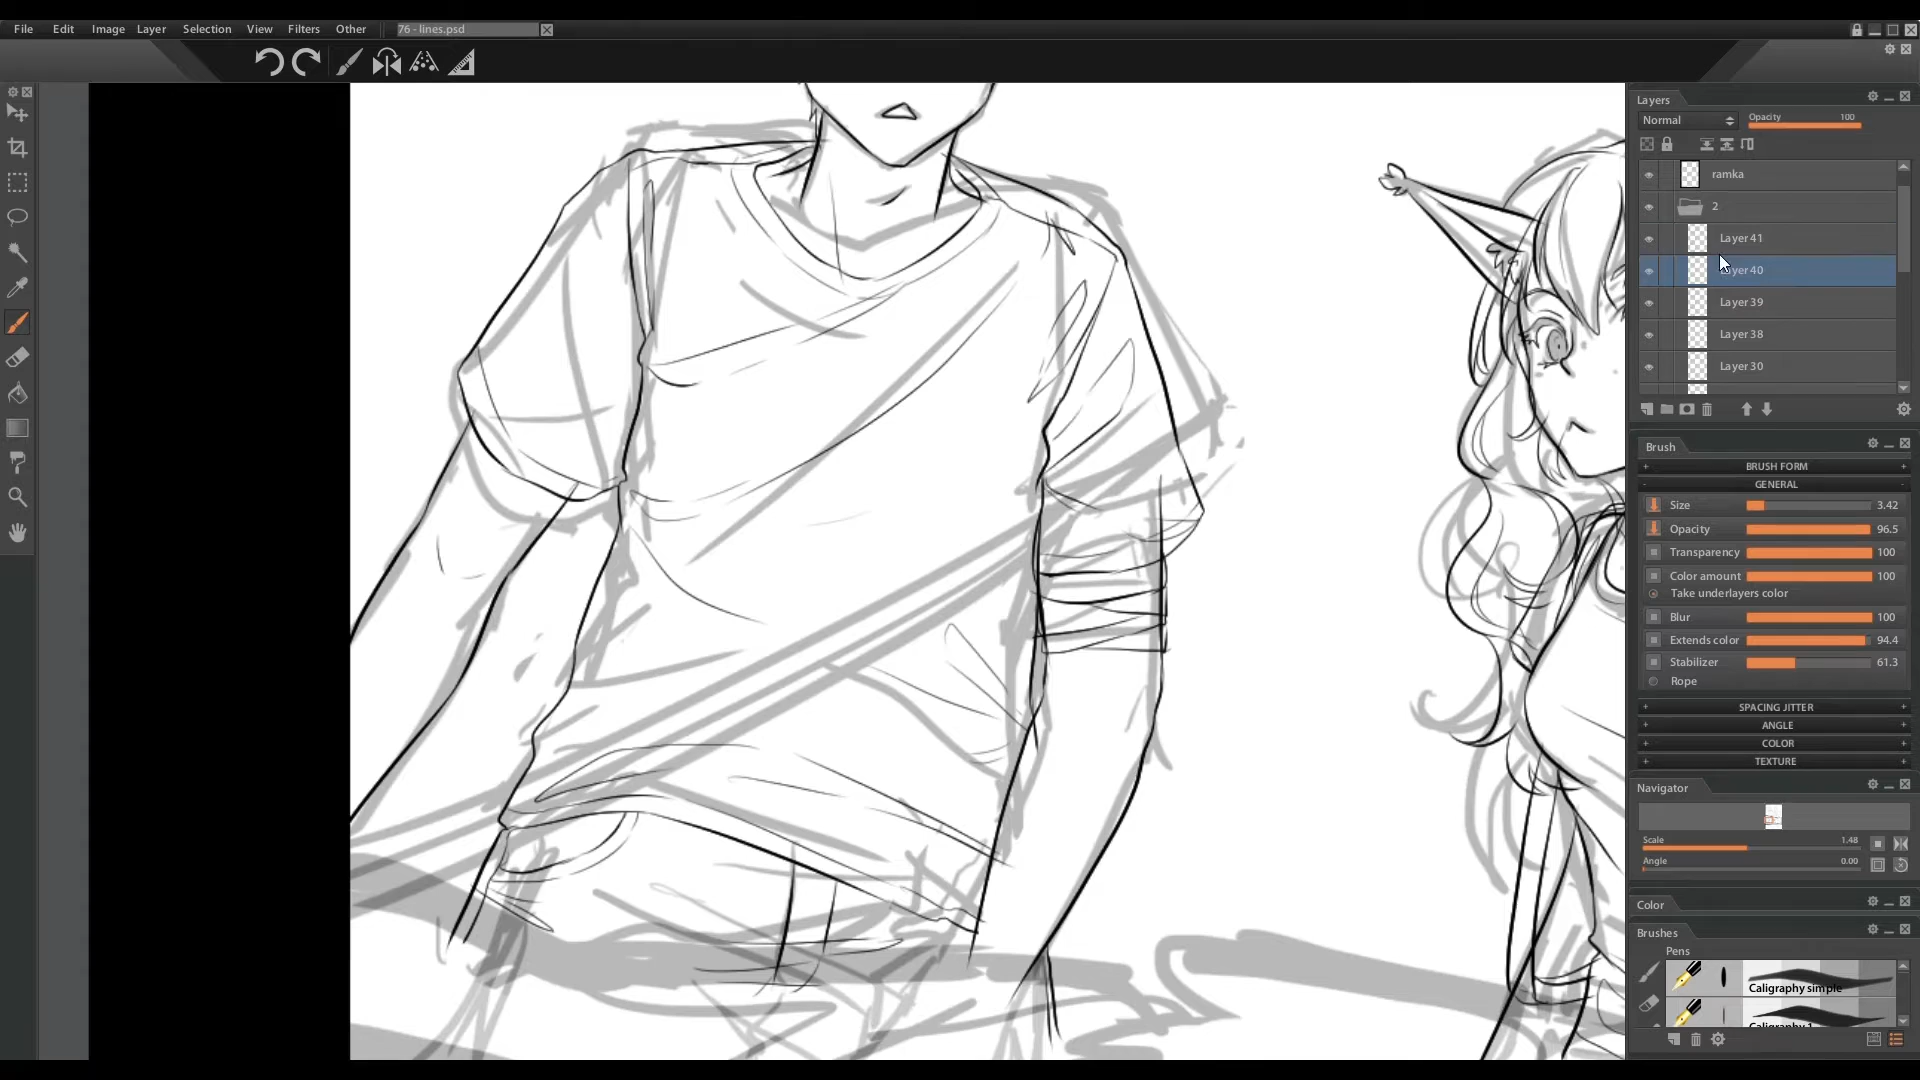 File Edit Image Layer Selection View Filters Other 76 - lines.psd
Layers
Normal Opacity 100
ramka
2
Layer 41
Layer 40
Layer 39
Layer 38
Layer 30
Brush
+ BRUSH FORM +
- GENERAL -
Size 3.42
Opacity 96.5
Transparency 100
Color amount 100
Take underlayers color
Blur 100
Extends color 94.4
Stabilizer 61.3
Rope
+ SPACING JITTER +
+ ANGLE +
+ COLOR +
+ TEXTURE +
Navigator
Scale 1.48
Angle 0.00
Color
Brushes
Pens
Caligraphy simple
Caligraphy 1